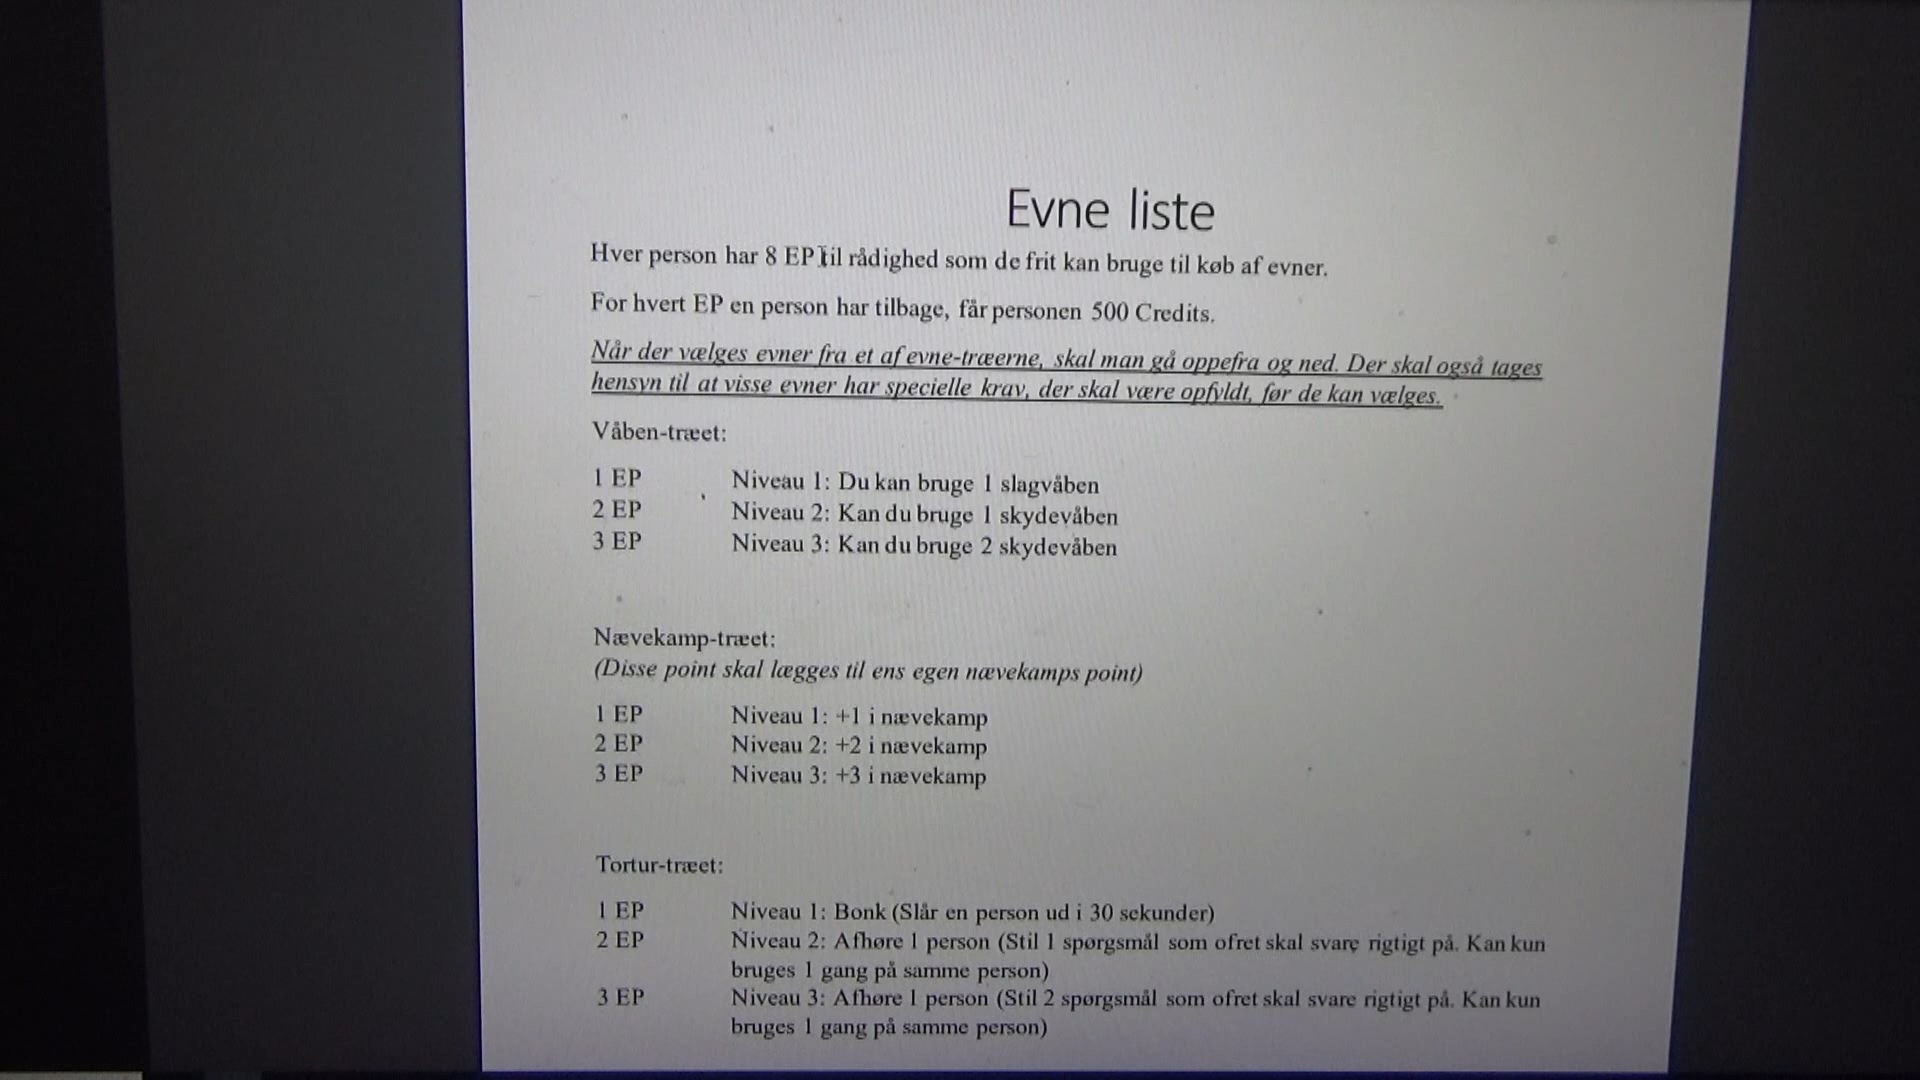 Evne liste
Hver person har 8 EP til rådighed som de frit kan bruge til køb af evner.
For hvert EP en person har tilbage, får personen 500 Credits.
Når der vælges evner fra et af evne-træerne, skal man gå oppefra og ned. Der skal også tages
hensyn til at visse evner har specielle krav, der skal være opfyldt, før de kan vælges.
Våben-træet:
1 EP Niveau 1: Du kan bruge 1 slagvåben
2 EP Niveau 2: Kan du bruge 1 skydevåben
3 EP Niveau 3: Kan du bruge 2 skydevåben
Nævekamp-træet:
(Disse point skal lægges til ens egen nævekamps point)
1 EP Niveau 1: +1 i nævekamp
2 EP Niveau 2: +2 i nævekamp
3 EP Niveau 3: +3 i nævekamp
Tortur-træet:
1 EP Niveau 1: Bonk (Slår en person ud i 30 sekunder)
2 EP Niveau 2: Afhøre 1 person (Stil 1 spørgsmål som ofret skal svare rigtigt på. Kan kun
bruges 1 gang på samme person)
3 EP Niveau 3: Afhøre 1 person (Stil 2 spørgsmål som ofret skal svare rigtigt på. Kan kun
bruges 1 gang på samme person)